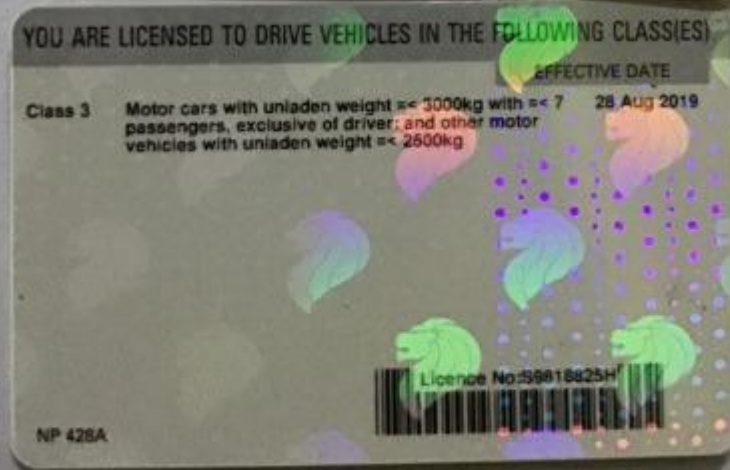 YOU ARE LICENSED TO DRIVE VEHICLES IN THE FOLLOWING CLASS(ES)
EFFECTIVE DATE
Class 3 Motor cars with unladen weight =< 3000kg with =< 7 28 Aug 2019
passengers, exclusive of driver; and other motor
vehicles with unladen weight =< 2500kg
Licence No:S9818825H
NP 428A